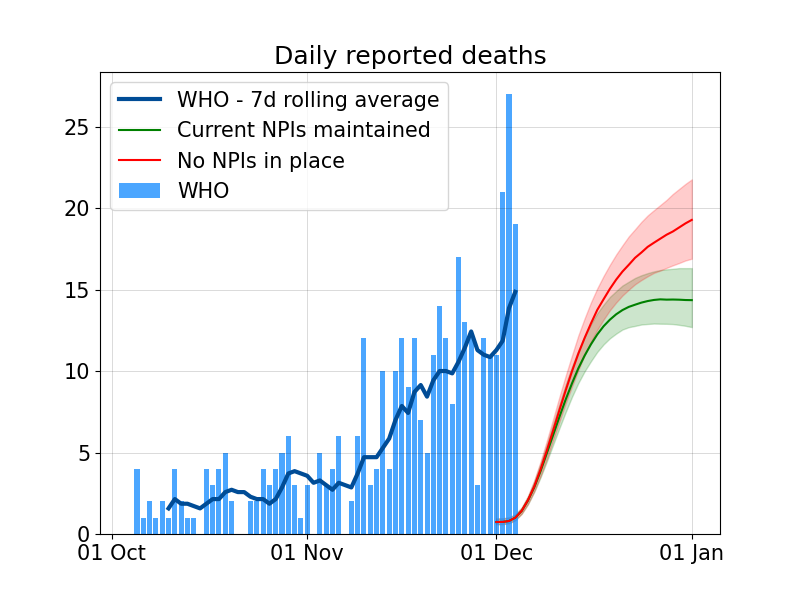 Daily reported deaths
WHO - 7d rolling average
Current NPIs maintained
No NPIs in place
WHO
25
20
15
10
5
0
01 Oct
01 Nov
01 Dec
01 Jan